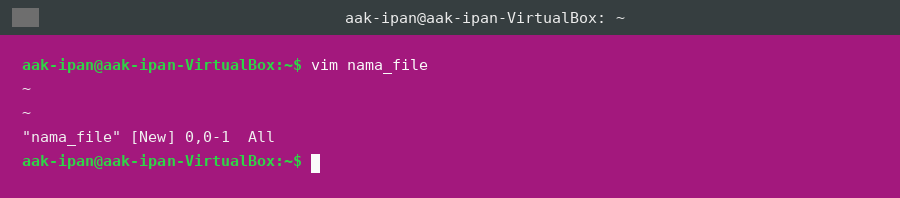 aak-ipan@aak-ipan-VirtualBox: ~
aak-ipan@aak-ipan-VirtualBox:~$ vim nama_file
~
~
"nama_file" [New] 0,0-1  All
aak-ipan@aak-ipan-VirtualBox:~$